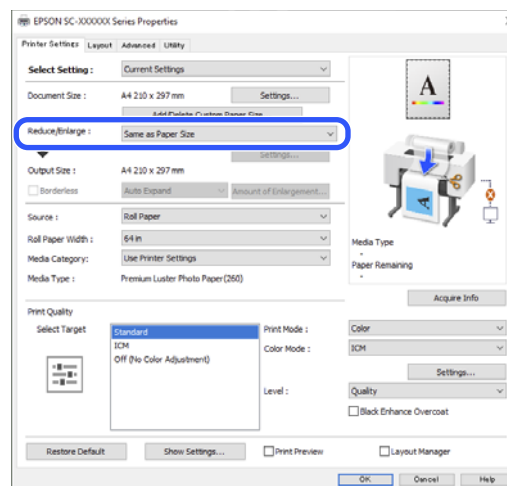 EPSON SC-XXXXXX Series Properties
Printer Settings Layout Advanced Utility
Select Setting : Current Settings
Document Size : A4 210 x 297 mm Settings...
Add/Delete Custom Paper Size...
Reduce/Enlarge : Same as Paper Size
Settings...
Output Size : A4 210 x 297 mm
Borderless Auto Expand Amount of Enlargement...
Source : Roll Paper
Roll Paper Width : 64 in
Media Category: Use Printer Settings
Media Type : Premium Luster Photo Paper(260)
A
Media Type
-
Paper Remaining
-
Acquire Info
Print Quality
Select Target
Standard
ICM
Off (No Color Adjustment)
Print Mode : Color
Color Mode : ICM
Settings...
Level : Quality
Black Enhance Overcoat
Restore Default Show Settings... Print Preview Layout Manager
OK Cancel Help